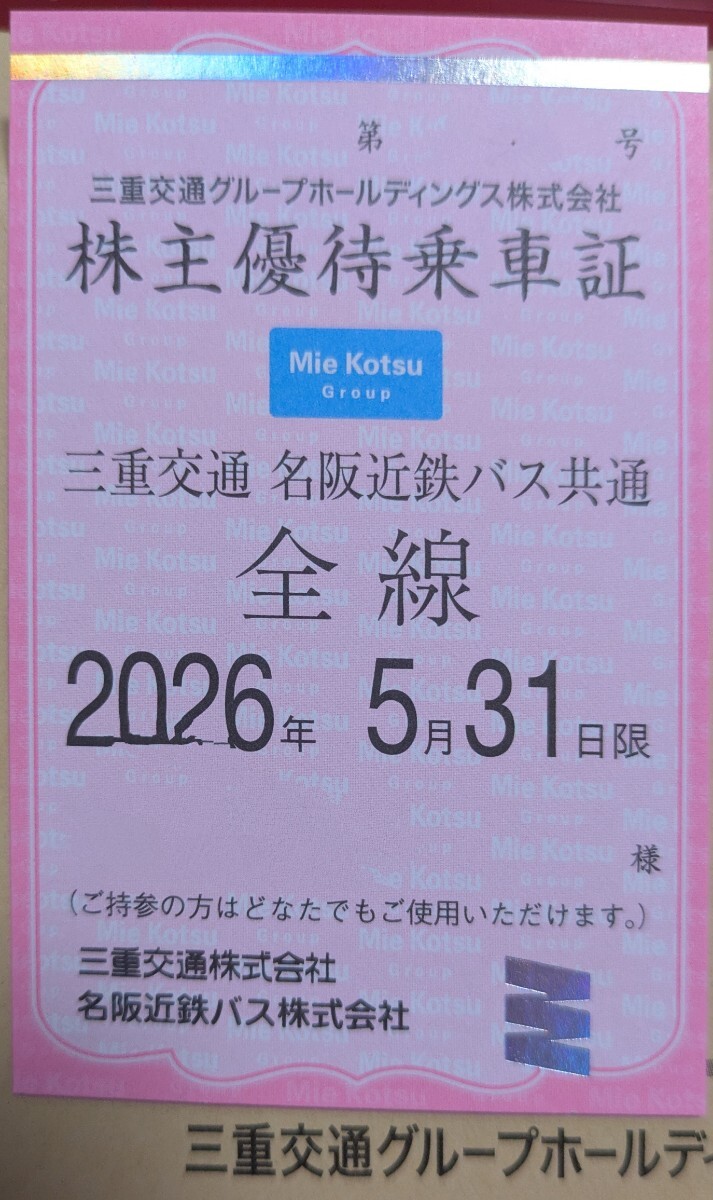 第 号
三重交通グループホールディングス株式会社
株主優待乗車証
Mie Kotsu
Group
三重交通 名阪近鉄バス共通
全線
2026年 5月31日限
様
(ご持参の方はどなたでもご使用いただけます。)
三重交通株式会社
名阪近鉄バス株式会社
三重交通グループホールデ